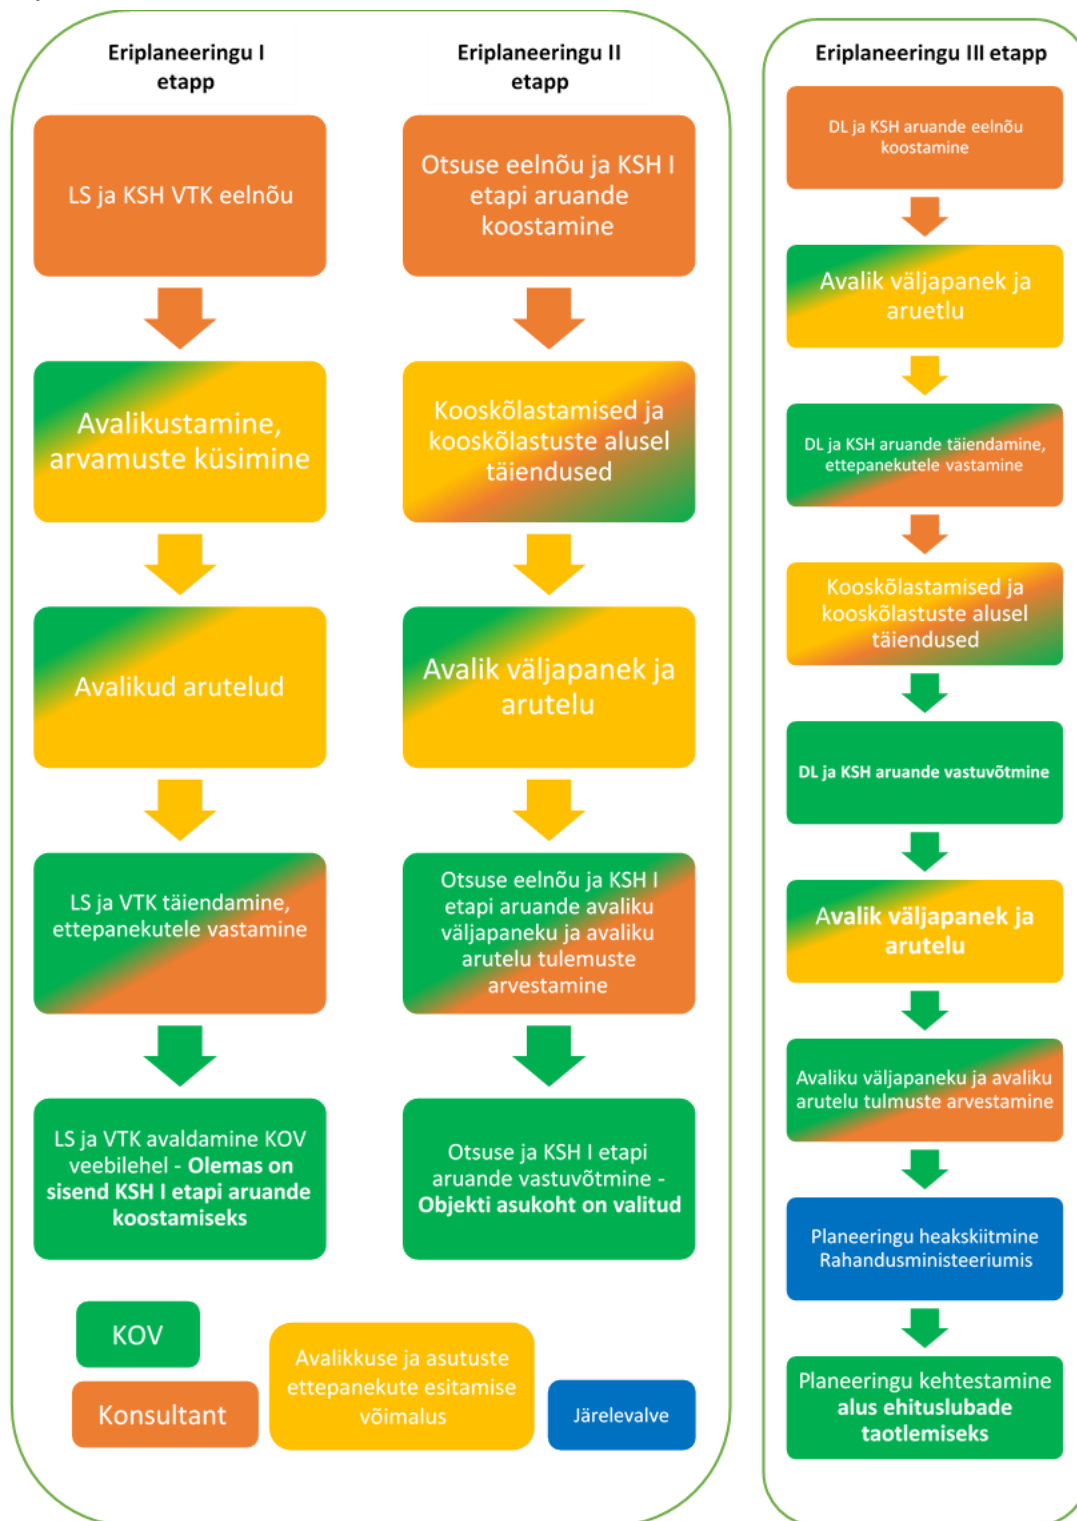 Eriplaneeringu I
etapp
LS ja KSH VTK eelnõu
Avalikustamine,
arvamuste küsimine
Avalikud arutelud
LS ja VTK täiendamine,
ettepanekutele vastamine
LS ja VTK avaldamine KOV
veebilehel - Olemas on
sisend KSH I etapi aruande
koostamiseks
Eriplaneeringu II
etapp
Otsuse eelnõu ja KSH I
etapi aruande
koostamine
Kooskõlastamised ja
kooskõlastuste alusel
täiendused
Avalik väljapanek ja
arutelu
Otsuse eelnõu ja KSH I
etapi aruande avaliku
väljapaneku ja avaliku
arutelu tulemuste
arvestamine
Otsuse ja KSH I etapi
aruande vastuvõtmine -
Objekti asukoht on valitud
KOV
Konsultant
Avalikkuse ja asutuste
ettepanekute esitamise
võimalus
Järelevalve
Eriplaneeringu III etapp
DL ja KSH aruande eelnõu
koostamine
Avalik väljapanek ja
aruetlu
DL ja KSH aruande täiendamine,
ettepanekutele vastamine
Kooskõlastamised ja
kooskõlastuste alusel
täiendused
DL ja KSH aruande vastuvõtmine
Avalik väljapanek ja
arutelu
Avaliku väljapaneku ja avaliku
arutelu tulmuste arvestamine
Planeeringu heakskiitmine
Rahandusministeeriumis
Planeeringu kehtestamine
alus ehituslubade
taotlemiseks